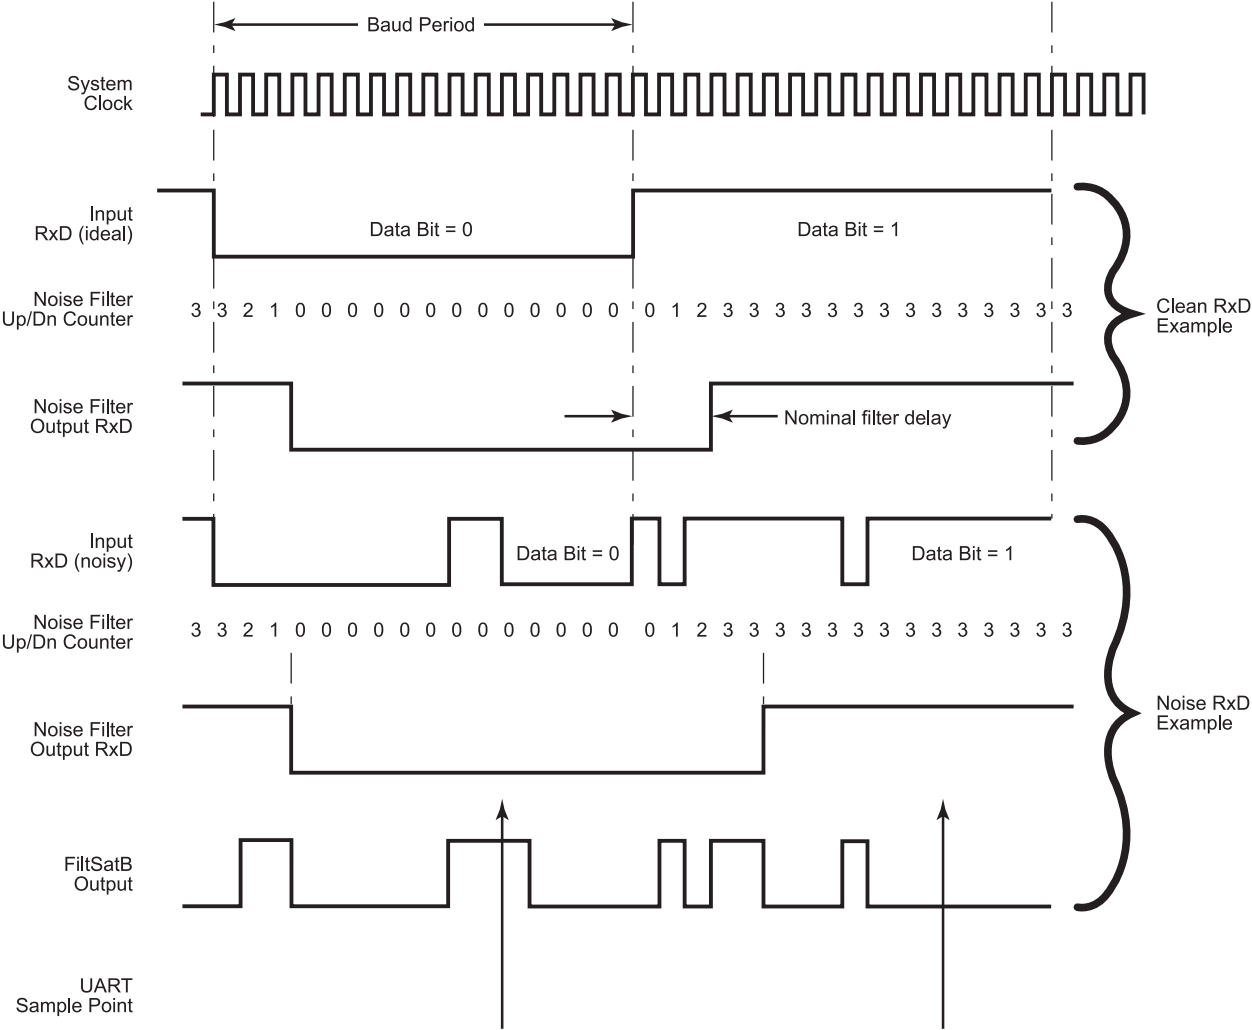 Baud Period
System
Clock
Input
RxD (ideal)
Data Bit = 0
Data Bit = 1
Noise Filter
Up/Dn Counter
3 3 2 1 0 0 0 0 0 0 0 0 0 0 0 0 0 0 1 2 3 3 3 3 3 3 3 3 3 3 3 3 3 3
Clean RxD
Example
Noise Filter
Output RxD
Nominal filter delay
Input
RxD (noisy)
Data Bit = 0
Data Bit = 1
Noise Filter
Up/Dn Counter
3 3 2 1 0 0 0 0 0 0 0 0 0 0 0 0 0 0 1 2 3 3 3 3 3 3 3 3 3 3 3 3 3 3
Noise Filter
Output RxD
Noise RxD
Example
FiltSatB
Output
UART
Sample Point